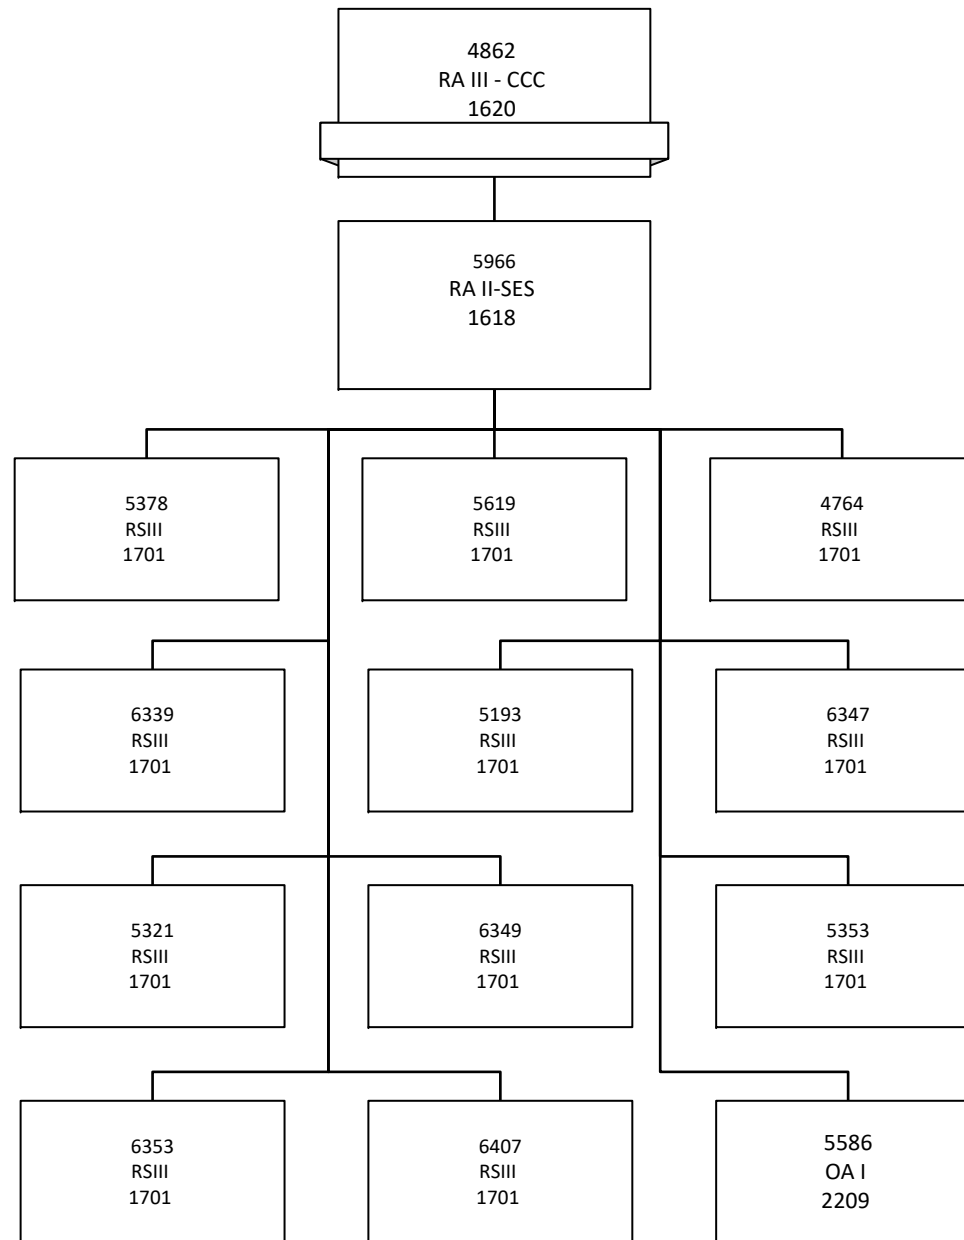 4862
RA III - CCC
1620
5966
RA II-SES
1618
5378
RSIII
1701
5619
RSIII
1701
4764
RSIII
1701
6339
RSIII
1701
5193
RSIII
1701
6347
RSIII
1701
5321
RSIII
1701
6349
RSIII
1701
5353
RSIII
1701
6353
RSIII
1701
6407
RSIII
1701
5586
OA I
2209